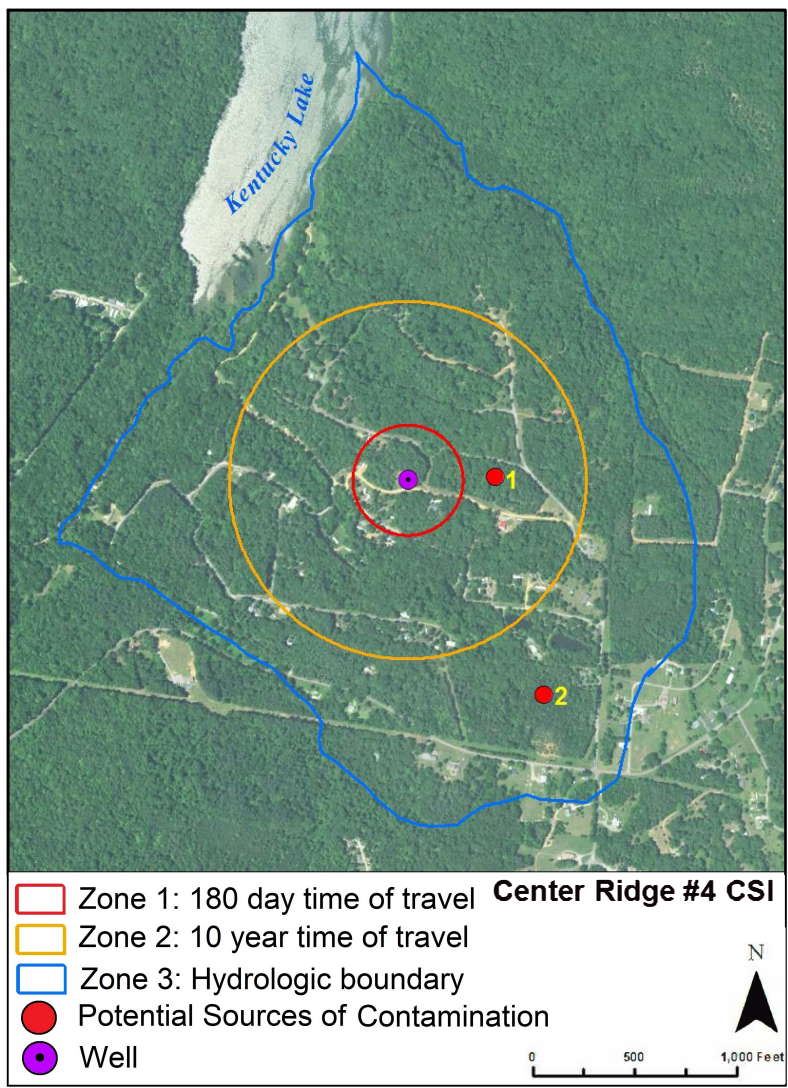 Kentucky Lake
1
2
Zone 1: 180 day time of travel
Center Ridge #4 CSI
Zone 2: 10 year time of travel
Zone 3: Hydrologic boundary
Potential Sources of Contamination
Well
N
0 500 1,000 Feet